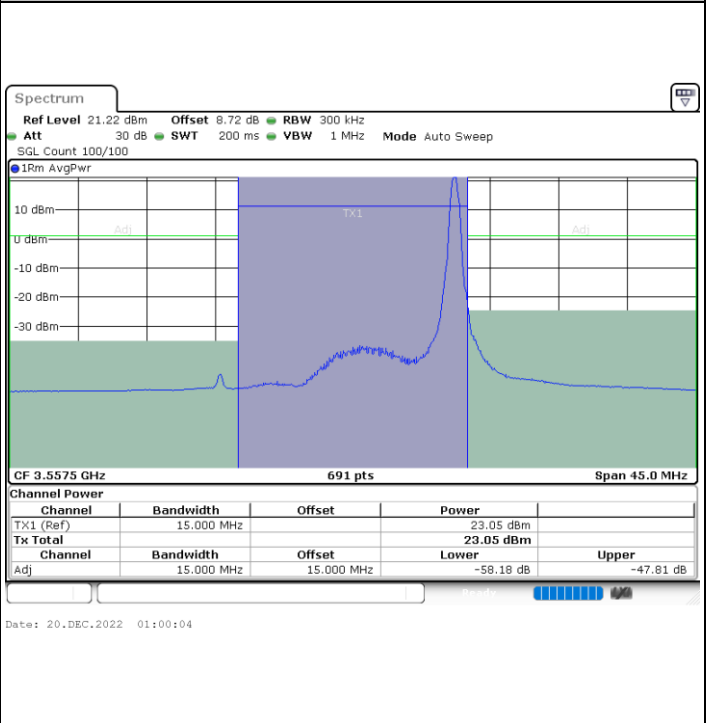 Spectrum
Ref Level 21.22 dBm Offset 8.72 dB RBW 300 kHz
Att 30 dB SWT 200 ms VBW 1 MHz Mode Auto Sweep
SGL Count 100/100
1Rm AvgPwr
10 dBm
TX1
Adj Adj
0 dBm
-10 dBm
-20 dBm
-30 dBm
CF 3.5575 GHz 691 pts Span 45.0 MHz
Channel Power
Channel Bandwidth Offset Power
TX1 (Ref) 15.000 MHz 23.05 dBm
Tx Total 23.05 dBm
Channel Bandwidth Offset Lower Upper
Adj 15.000 MHz 15.000 MHz -58.18 dB -47.81 dB
Ready
Date: 20.DEC.2022 01:00:04